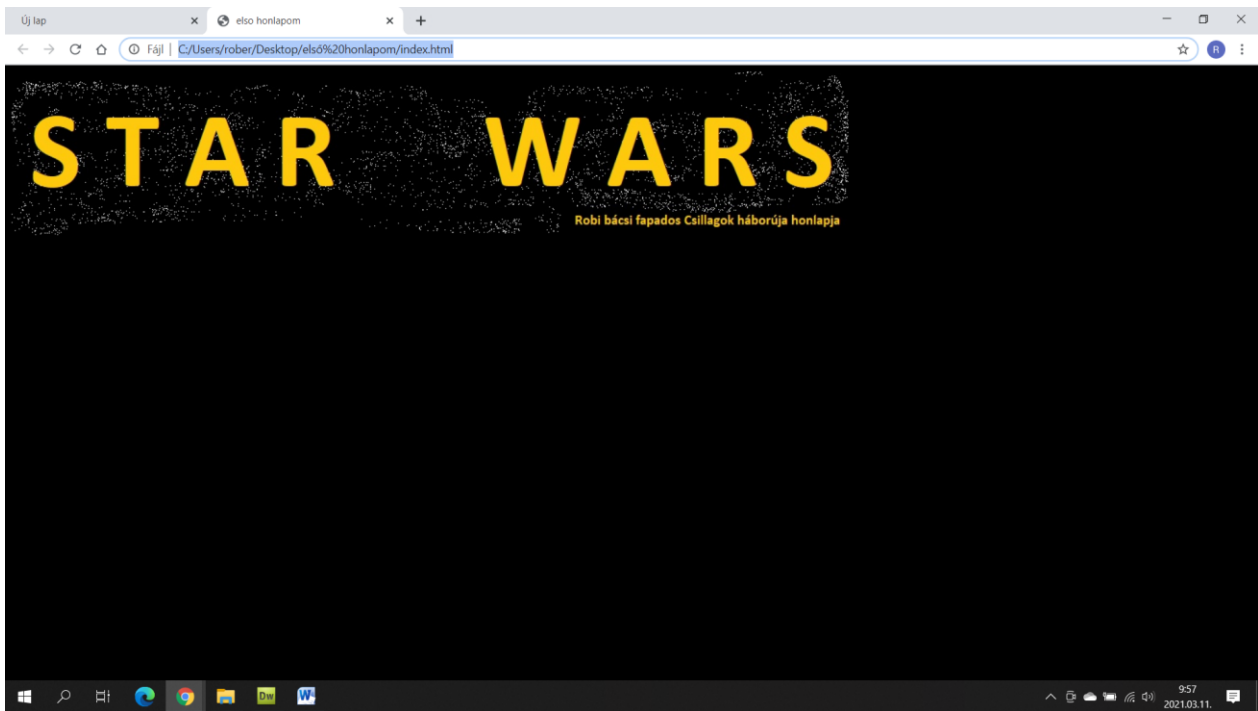 Új lap
elso honlapom
Fájl | C:/Users/rober/Desktop/első%20honlapom/index.html
R
STAR WARS
Robi bácsi fapados Csillagok háborúja honlapja
Dw
W
9:57
2021.03.11.